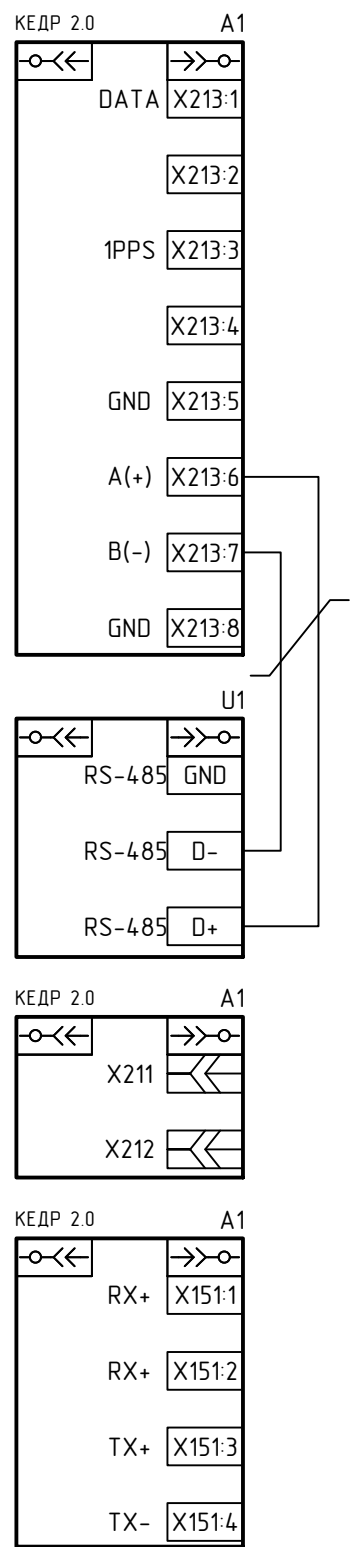 КЕДР 2.0 A1
DATA X213:1
X213:2
1PPS X213:3
X213:4
GND X213:5
A(+) X213:6
B(-) X213:7
GND X213:8
U1
RS-485 GND
RS-485 D-
RS-485 D+
КЕДР 2.0 A1
X211
X212
КЕДР 2.0 A1
RX+ X151:1
RX+ X151:2
TX+ X151:3
TX- X151:4